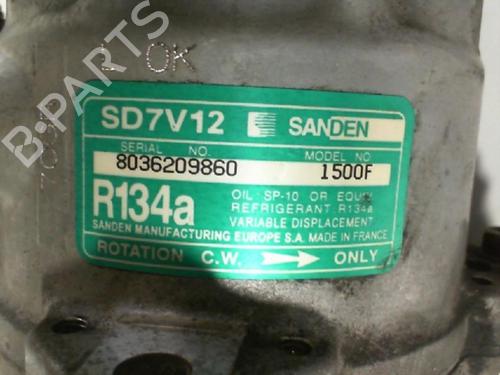 OK
SD7V12 SANDEN
SERIAL NO. MODEL NO
8036209860 1500F
R134a
OIL SP-10 OR EQUIV
REFRIGERANT R134a
VARIABLE DISPLACEMENT
SANDEN MANUFACTURING EUROPE S.A. MADE IN FRANCE
ROTATION C.W. ONLY